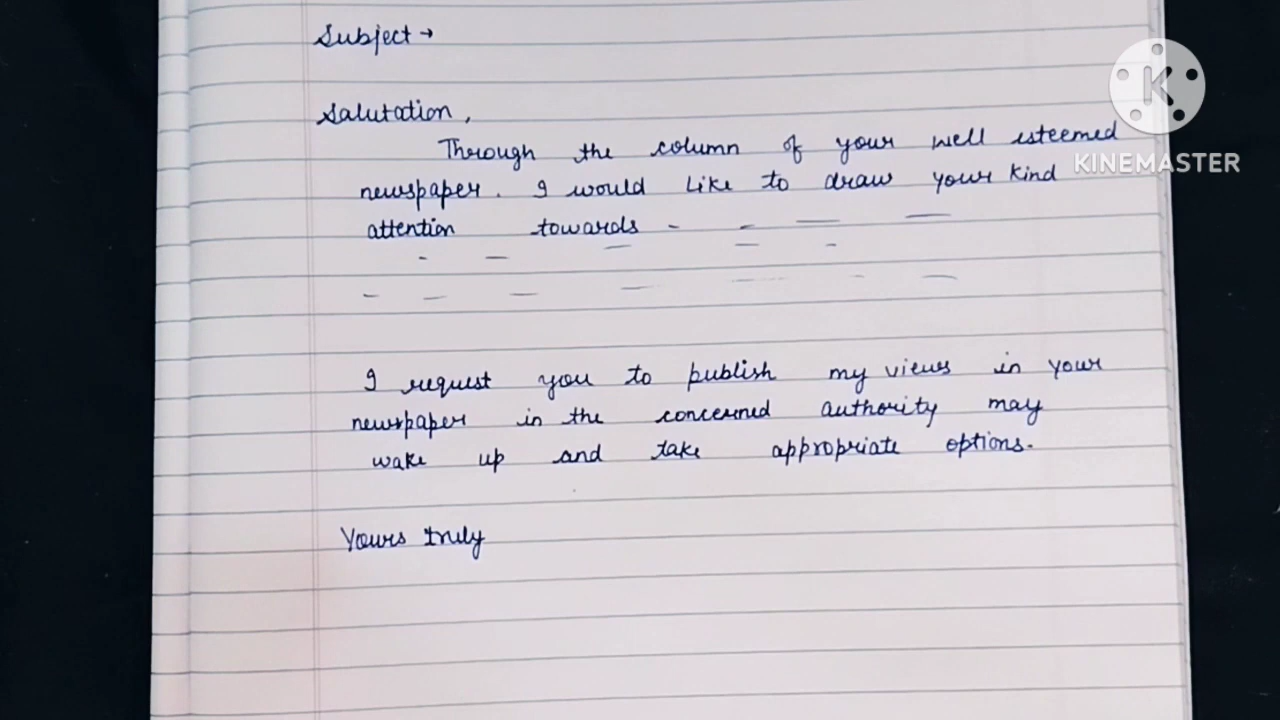 Subject →
Salutation,
Through the column of your well esteemed
newspaper. I would like to draw your kind
attention towards - - — —
I request you to publish my views in your
newspaper in the concerned authority may
wake up and take appropriate options.
Yours truly
K
KINEMASTER